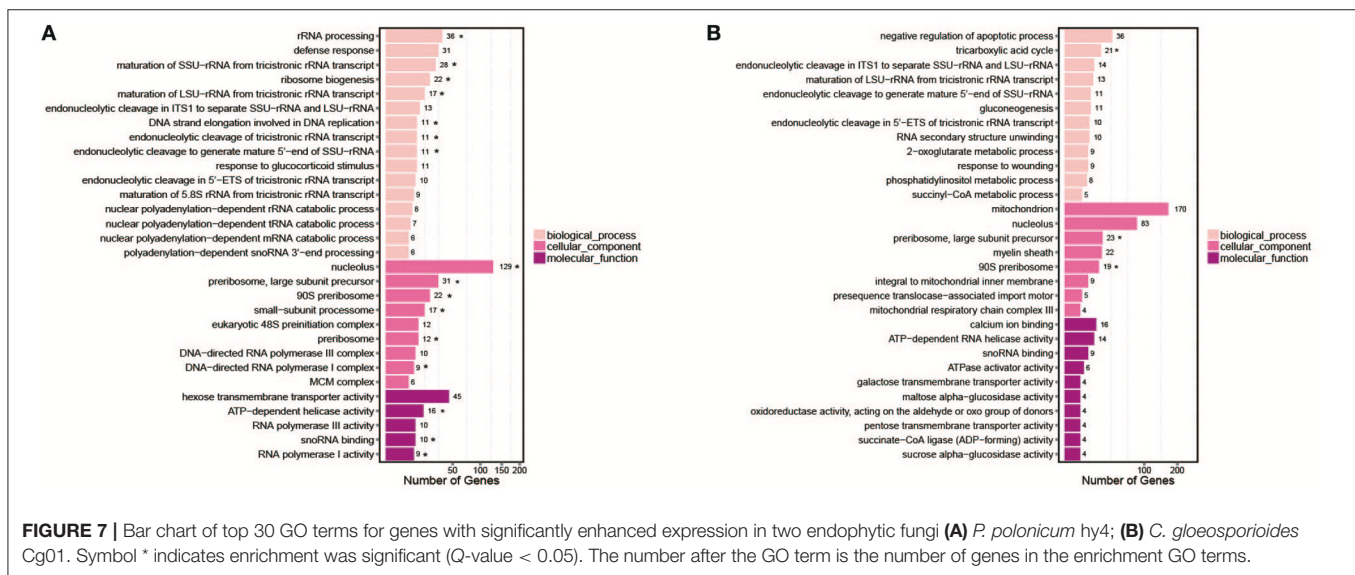 A
rRNA processing 36 *
defense response 31
maturation of SSU−rRNA from tricistronic rRNA transcript 28 *
ribosome biogenesis 22 *
maturation of LSU−rRNA from tricistronic rRNA transcript 17 *
endonucleolytic cleavage in ITS1 to separate SSU−rRNA and LSU−rRNA 13
DNA strand elongation involved in DNA replication 11 *
endonucleolytic cleavage of tricistronic rRNA transcript 11 *
endonucleolytic cleavage to generate mature 5'−end of SSU−rRNA 11 *
response to glucocorticoid stimulus 11
endonucleolytic cleavage in 5'−ETS of tricistronic rRNA transcript 10
maturation of 5.8S rRNA from tricistronic rRNA transcript 9
nuclear polyadenylation−dependent rRNA catabolic process 8
nuclear polyadenylation−dependent tRNA catabolic process 7
nuclear polyadenylation−dependent mRNA catabolic process 6
polyadenylation−dependent snoRNA 3'−end processing 6
nucleolus 129 *
preribosome, large subunit precursor 31 *
90S preribosome 22 *
small−subunit processome 17 *
eukaryotic 48S preinitiation complex 12
preribosome 12 *
DNA−directed RNA polymerase III complex 10
DNA−directed RNA polymerase I complex 9 *
MCM complex 6
hexose transmembrane transporter activity 45
ATP−dependent helicase activity 16 *
RNA polymerase III activity 10
snoRNA binding 10 *
RNA polymerase I activity 9 *
50 100 150 200
Number of Genes
biological_process
cellular_component
molecular_function
B
negative regulation of apoptotic process 36
tricarboxylic acid cycle 21 *
endonucleolytic cleavage in ITS1 to separate SSU−rRNA and LSU−rRNA 14
maturation of LSU−rRNA from tricistronic rRNA transcript 13
endonucleolytic cleavage to generate mature 5'−end of SSU−rRNA 11
gluconeogenesis 11
endonucleolytic cleavage in 5'−ETS of tricistronic rRNA transcript 10
RNA secondary structure unwinding 10
2−oxoglutarate metabolic process 9
response to wounding 9
phosphatidylinositol metabolic process 8
succinyl−CoA metabolic process 5
mitochondrion 170
nucleolus 83
preribosome, large subunit precursor 23 *
myelin sheath 22
90S preribosome 19 *
integral to mitochondrial inner membrane 9
presequence translocase−associated import motor 5
mitochondrial respiratory chain complex III 4
calcium ion binding 16
ATP−dependent RNA helicase activity 14
snoRNA binding 9
ATPase activator activity 6
galactose transmembrane transporter activity 4
maltose alpha−glucosidase activity 4
oxidoreductase activity, acting on the aldehyde or oxo group of donors 4
pentose transmembrane transporter activity 4
succinate−CoA ligase (ADP−forming) activity 4
sucrose alpha−glucosidase activity 4
100 200
Number of Genes
biological_process
cellular_component
molecular_function
FIGURE 7 | Bar chart of top 30 GO terms for genes with significantly enhanced expression in two endophytic fungi (A) P. polonicum hy4; (B) C. gloeosporioides
Cg01. Symbol * indicates enrichment was significant (Q-value < 0.05). The number after the GO term is the number of genes in the enrichment GO terms.